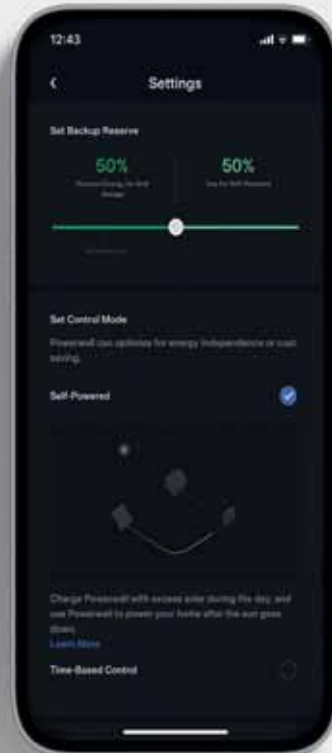 12:43
Settings
Set Backup Reserve
50%
50%
Set Control Mode
Powerwall can optimize for energy independence or cost
saving.
Self-Powered
Charge Powerwall with excess solar during the day, and
use Powerwall to power your home after the sun goes
down.
Learn More
Time-Based Control